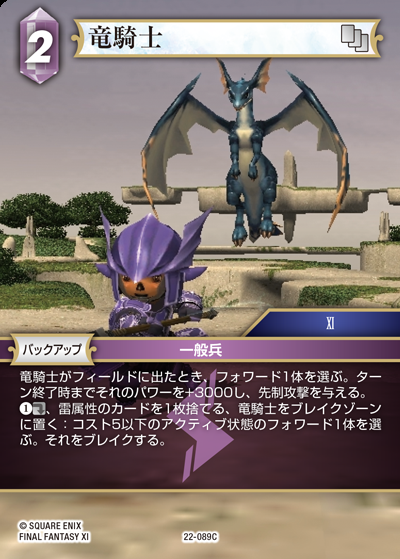 2
竜騎士
XI
バックアップ
一般兵
竜騎士がフィールドに出たとき、フォワード1体を選ぶ。ター
ン終了時までそれのパワーを+3000し、先制攻撃を与える。
❶、雷属性のカードを1枚捨てる、竜騎士をブレイクゾーン
に置く：コスト5以下のアクティブ状態のフォワード1体を選
ぶ。それをブレイクする。
© SQUARE ENIX
FINAL FANTASY XI
22-089C